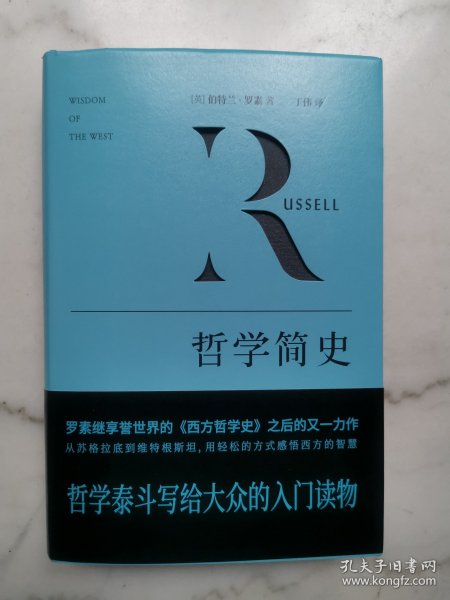 WISDOM
OF
THE WEST
[英] 伯特兰·罗素 著 丁伟 译
RUSSELL
哲学简史
罗素继享誉世界的《西方哲学史》之后的又一力作
从苏格拉底到维特根斯坦，用轻松的方式感悟西方的智慧
哲学泰斗写给大众的入门读物
孔夫子旧书网
www.kongfz.com